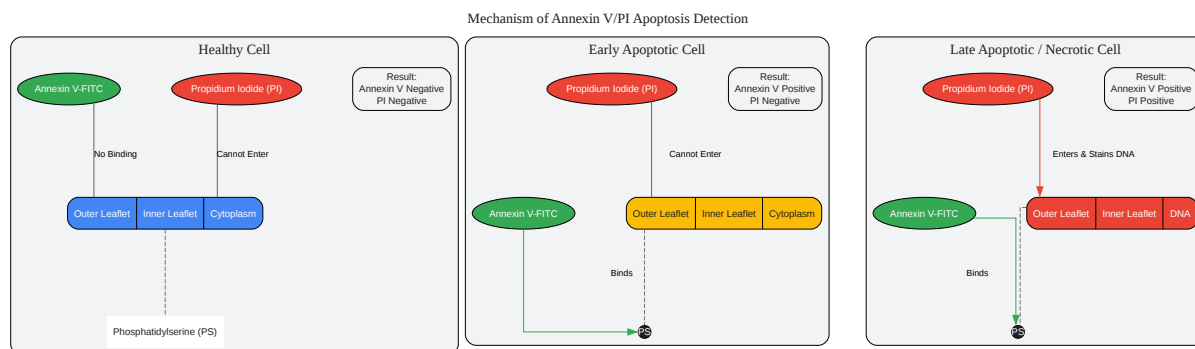 Mechanism of Annexin V/PI Apoptosis Detection
Healthy Cell
Annexin V-FITC
Propidium Iodide (PI)
Result:
Annexin V Negative
PI Negative
No Binding
Cannot Enter
Outer Leaflet
Inner Leaflet
Cytoplasm
Phosphatidylserine (PS)
Early Apoptotic Cell
Propidium Iodide (PI)
Result:
Annexin V Positive
PI Negative
Cannot Enter
Annexin V-FITC
Outer Leaflet
Inner Leaflet
Cytoplasm
Binds
PS
Late Apoptotic / Necrotic Cell
Propidium Iodide (PI)
Result:
Annexin V Positive
PI Positive
Enters & Stains DNA
Annexin V-FITC
Outer Leaflet
Inner Leaflet
DNA
Binds
PS